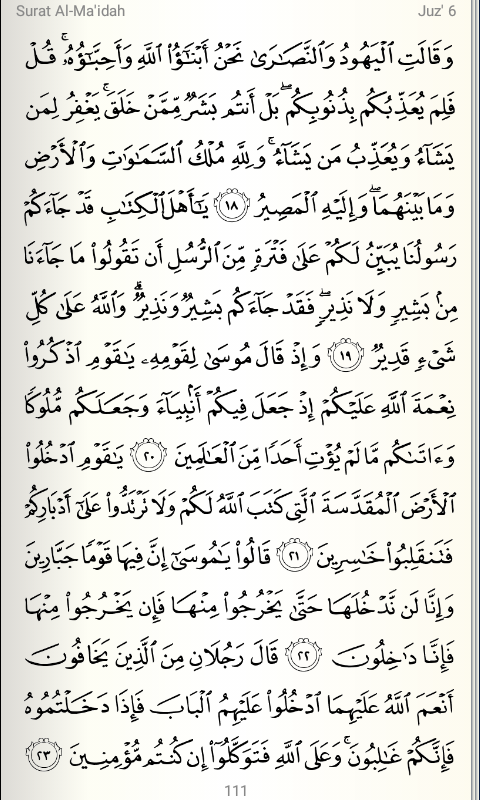 Surat Al-Ma'idah Juz' 6
وَقَالَتِ ٱلْيَهُودُ وَٱلنَّصَـٰرَىٰ نَحْنُ أَبْنَـٰٓؤُا۟ ٱللَّهِ وَأَحِبَّـٰٓؤُهُۥ ۚ قُلْ
فَلِمَ يُعَذِّبُكُم بِذُنُوبِكُم ۖ بَلْ أَنتُم بَشَرٌ مِّمَّنْ خَلَقَ ۚ يَغْفِرُ لِمَن
يَشَآءُ وَيُعَذِّبُ مَن يَشَآءُ ۚ وَلِلَّهِ مُلْكُ ٱلسَّمَـٰوَٰتِ وَٱلْأَرْضِ
وَمَا بَيْنَهُمَا ۖ وَإِلَيْهِ ٱلْمَصِيرُ ١٨ يَـٰٓأَهْلَ ٱلْكِتَـٰبِ قَدْ جَآءَكُمْ
رَسُولُنَا يُبَيِّنُ لَكُمْ عَلَىٰ فَتْرَةٍ مِّنَ ٱلرُّسُلِ أَن تَقُولُوا۟ مَا جَآءَنَا
مِنۢ بَشِيرٍ وَلَا نَذِيرٍ ۖ فَقَدْ جَآءَكُم بَشِيرٌ وَنَذِيرٌ ۗ وَٱللَّهُ عَلَىٰ كُلِّ
شَىْءٍ قَدِيرٌ ١٩ وَإِذْ قَالَ مُوسَىٰ لِقَوْمِهِۦ يَـٰقَوْمِ ٱذْكُرُوا۟
نِعْمَةَ ٱللَّهِ عَلَيْكُمْ إِذْ جَعَلَ فِيكُمْ أَنۢبِيَآءَ وَجَعَلَكُم مُّلُوكًا
وَءَاتَىٰكُم مَّا لَمْ يُؤْتِ أَحَدًا مِّنَ ٱلْعَـٰلَمِينَ ٢٠ يَـٰقَوْمِ ٱدْخُلُوا۟
ٱلْأَرْضَ ٱلْمُقَدَّسَةَ ٱلَّتِى كَتَبَ ٱللَّهُ لَكُمْ وَلَا تَرْتَدُّوا۟ عَلَىٰٓ أَدْبَارِكُمْ
فَتَنقَلِبُوا۟ خَـٰسِرِينَ ٢١ قَالُوا۟ يَـٰمُوسَىٰٓ إِنَّ فِيهَا قَوْمًا جَبَّارِينَ
وَإِنَّا لَن نَّدْخُلَهَا حَتَّىٰ يَخْرُجُوا۟ مِنْهَا فَإِن يَخْرُجُوا۟ مِنْهَا
فَإِنَّا دَٰخِلُونَ ٢٢ قَالَ رَجُلَانِ مِنَ ٱلَّذِينَ يَخَافُونَ
أَنْعَمَ ٱللَّهُ عَلَيْهِمَا ٱدْخُلُوا۟ عَلَيْهِمُ ٱلْبَابَ فَإِذَا دَخَلْتُمُوهُ
فَإِنَّكُمْ غَـٰلِبُونَ ۚ وَعَلَى ٱللَّهِ فَتَوَكَّلُوٓا۟ إِن كُنتُم مُّؤْمِنِينَ ٢٣
111